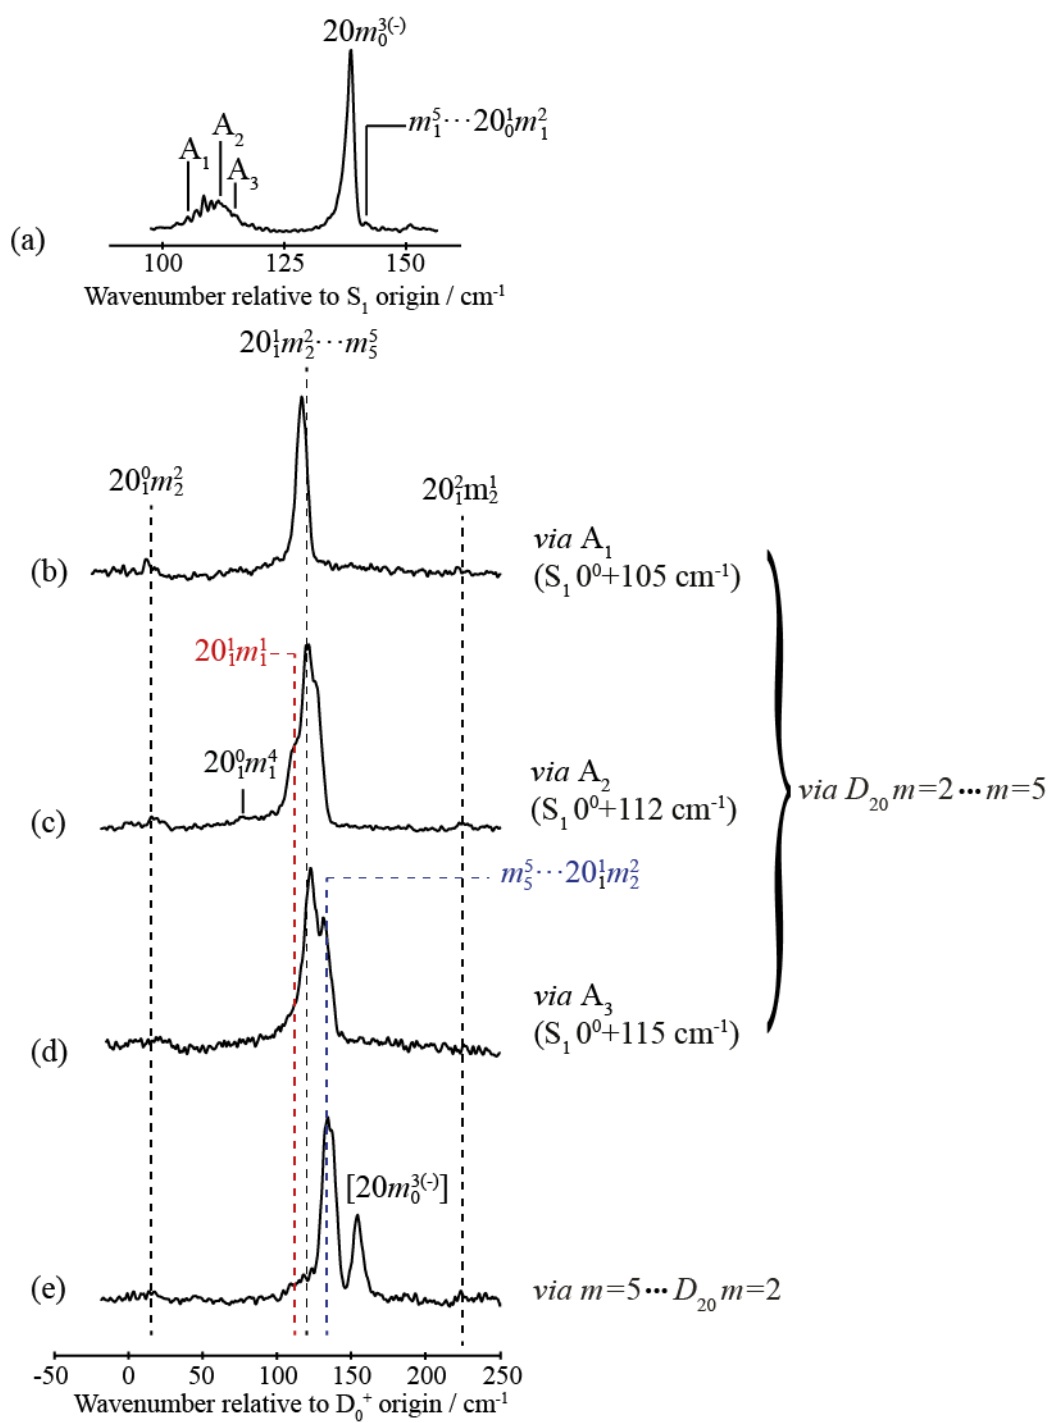 20m₀³⁽⁻⁾
m₁⁵⋯20₀¹m₁²
A₁
A₂
A₃
(a)
100 125 150
Wavenumber relative to S₁ origin / cm⁻¹
20₁¹m₂²⋯m₅⁵
20₁⁰m₂²
20₁²m₂¹
(b)
via A₁
(S₁ 0⁰+105 cm⁻¹)
20₁¹m₁¹
20₁⁰m₁⁴
(c)
via A₂
(S₁ 0⁰+112 cm⁻¹)
via D₂₀ m=2⋯m=5
m₅⁵⋯20₁¹m₂²
(d)
via A₃
(S₁ 0⁰+115 cm⁻¹)
[20m₀³⁽⁻⁾]
(e)
via m=5⋯D₂₀ m=2
-50 0 50 100 150 200 250
Wavenumber relative to D₀⁺ origin / cm⁻¹